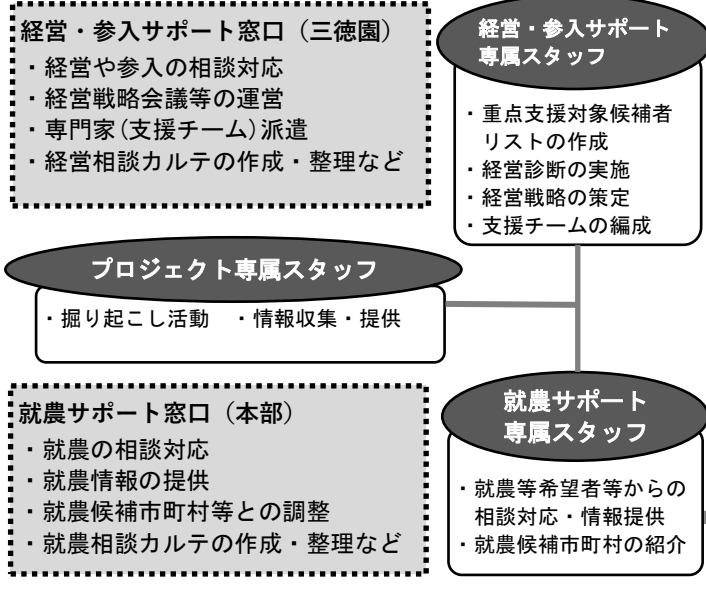 経営・参入サポート窓口（三徳園）
・経営や参入の相談対応
・経営戦略会議等の運営
・専門家(支援チーム)派遣
・経営相談カルテの作成・整理など
経営・参入サポート
専属スタッフ
・重点支援対象候補者
リストの作成
・経営診断の実施
・経営戦略の策定
・支援チームの編成
プロジェクト専属スタッフ
・掘り起こし活動　・情報収集・提供
就農サポート窓口（本部）
・就農の相談対応
・就農情報の提供
・就農候補市町村等との調整
・就農相談カルテの作成・整理など
就農サポート
専属スタッフ
・就農等希望者等からの
相談対応・情報提供
・就農候補市町村の紹介